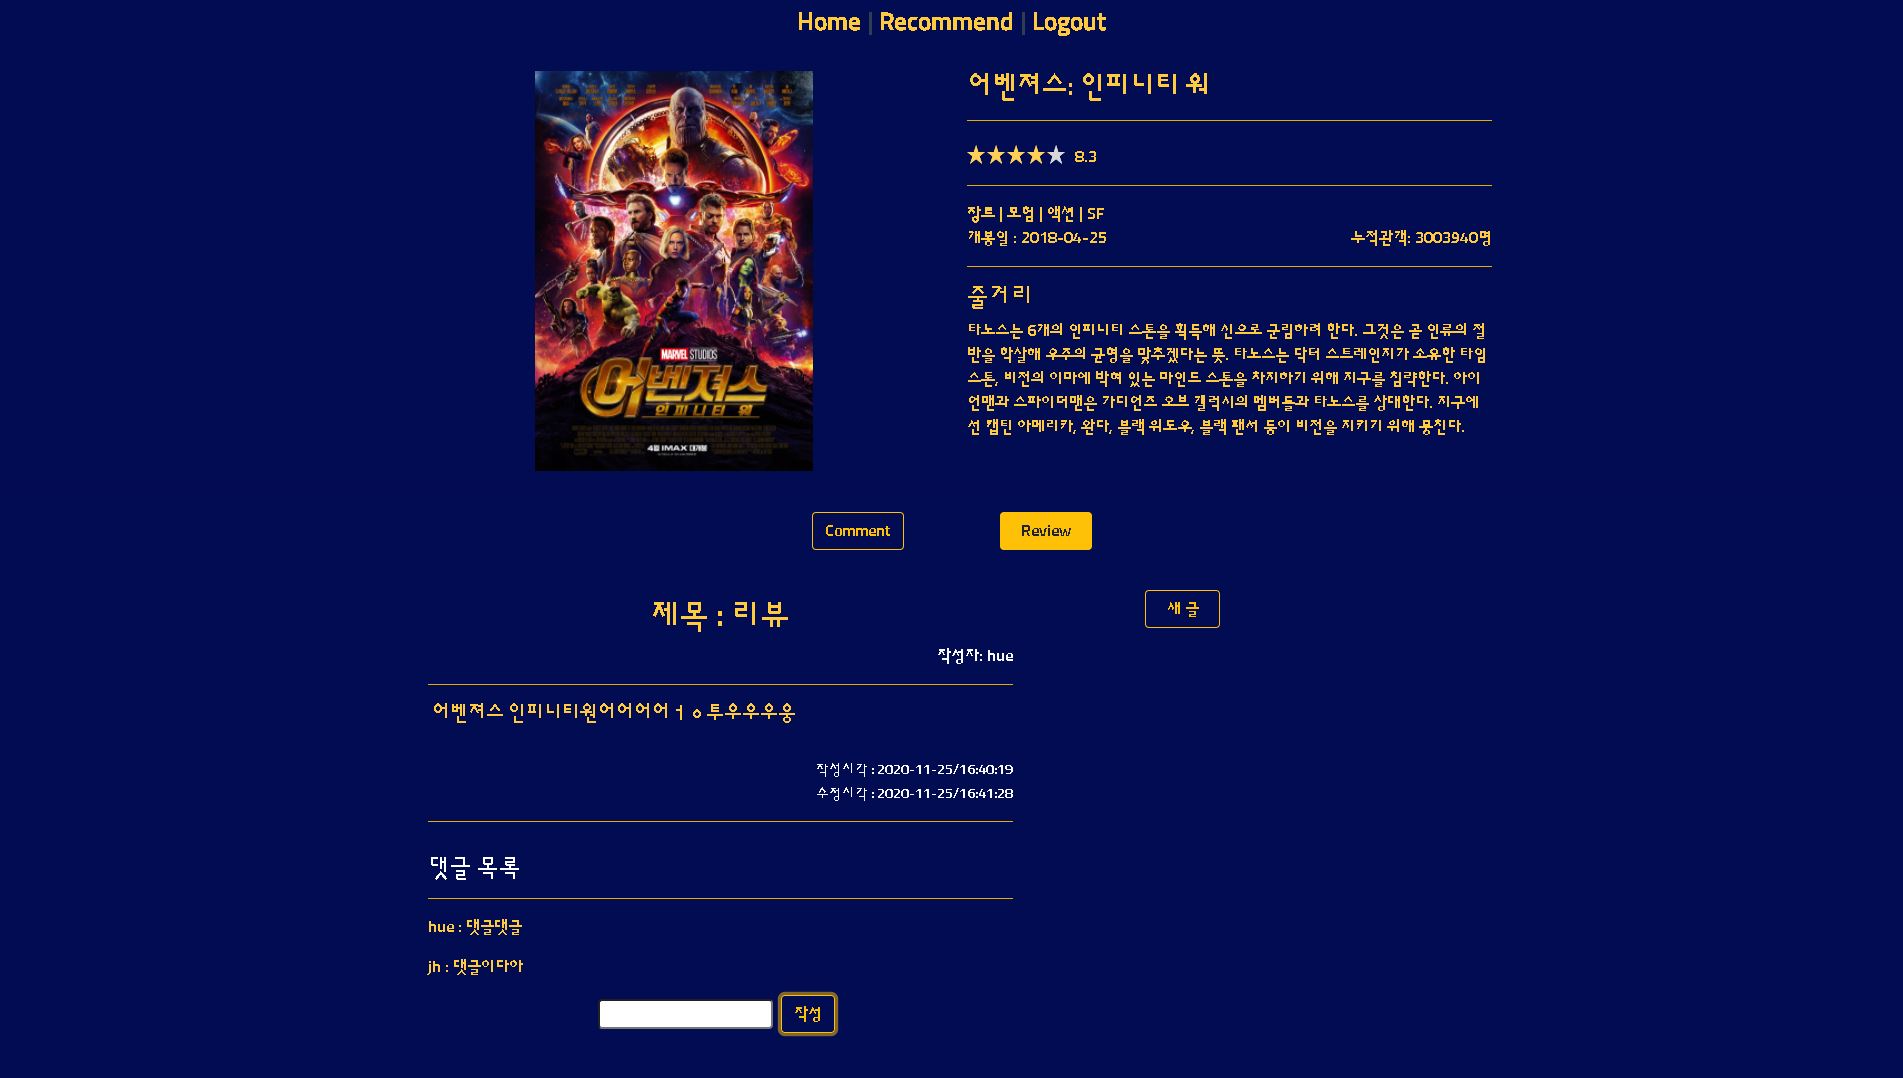 Home | Recommend | Logout
어벤져스: 인피니티 워
8.3
장르 | 모험 | 액션 | SF
개봉일 : 2018-04-25
누적관객: 3003940명
줄거리
타노스는 6개의 인피니티 스톤을 획득해 신으로 군림하려 한다. 그것은 곧 인류의 절
반을 학살해 우주의 균형을 맞추겠다는 뜻. 타노스는 닥터 스트레인지가 소유한 타임
스톤, 비전의 이마에 박혀 있는 마인드 스톤을 차지하기 위해 지구를 침략한다. 아이
언맨과 스파이더맨은 가디언즈 오브 갤럭시의 멤버들과 타노스를 상대한다. 지구에
선 캡틴 아메리카, 완다, 블랙 위도우, 블랙 팬서 등이 비전을 지키기 위해 뭉친다.
MARVEL STUDIOS
어벤져스
인피니티 워
4월 IMAX 대개봉
Comment
Review
제목 : 리뷰
새 글
작성자: hue
어벤져스 인피니티워어어어어ㅓㅇ투우우우웅
작성시각 : 2020-11-25/16:40:19
수정시각 : 2020-11-25/16:41:28
댓글 목록
hue : 댓글댓글
jh : 댓글이다아
작성